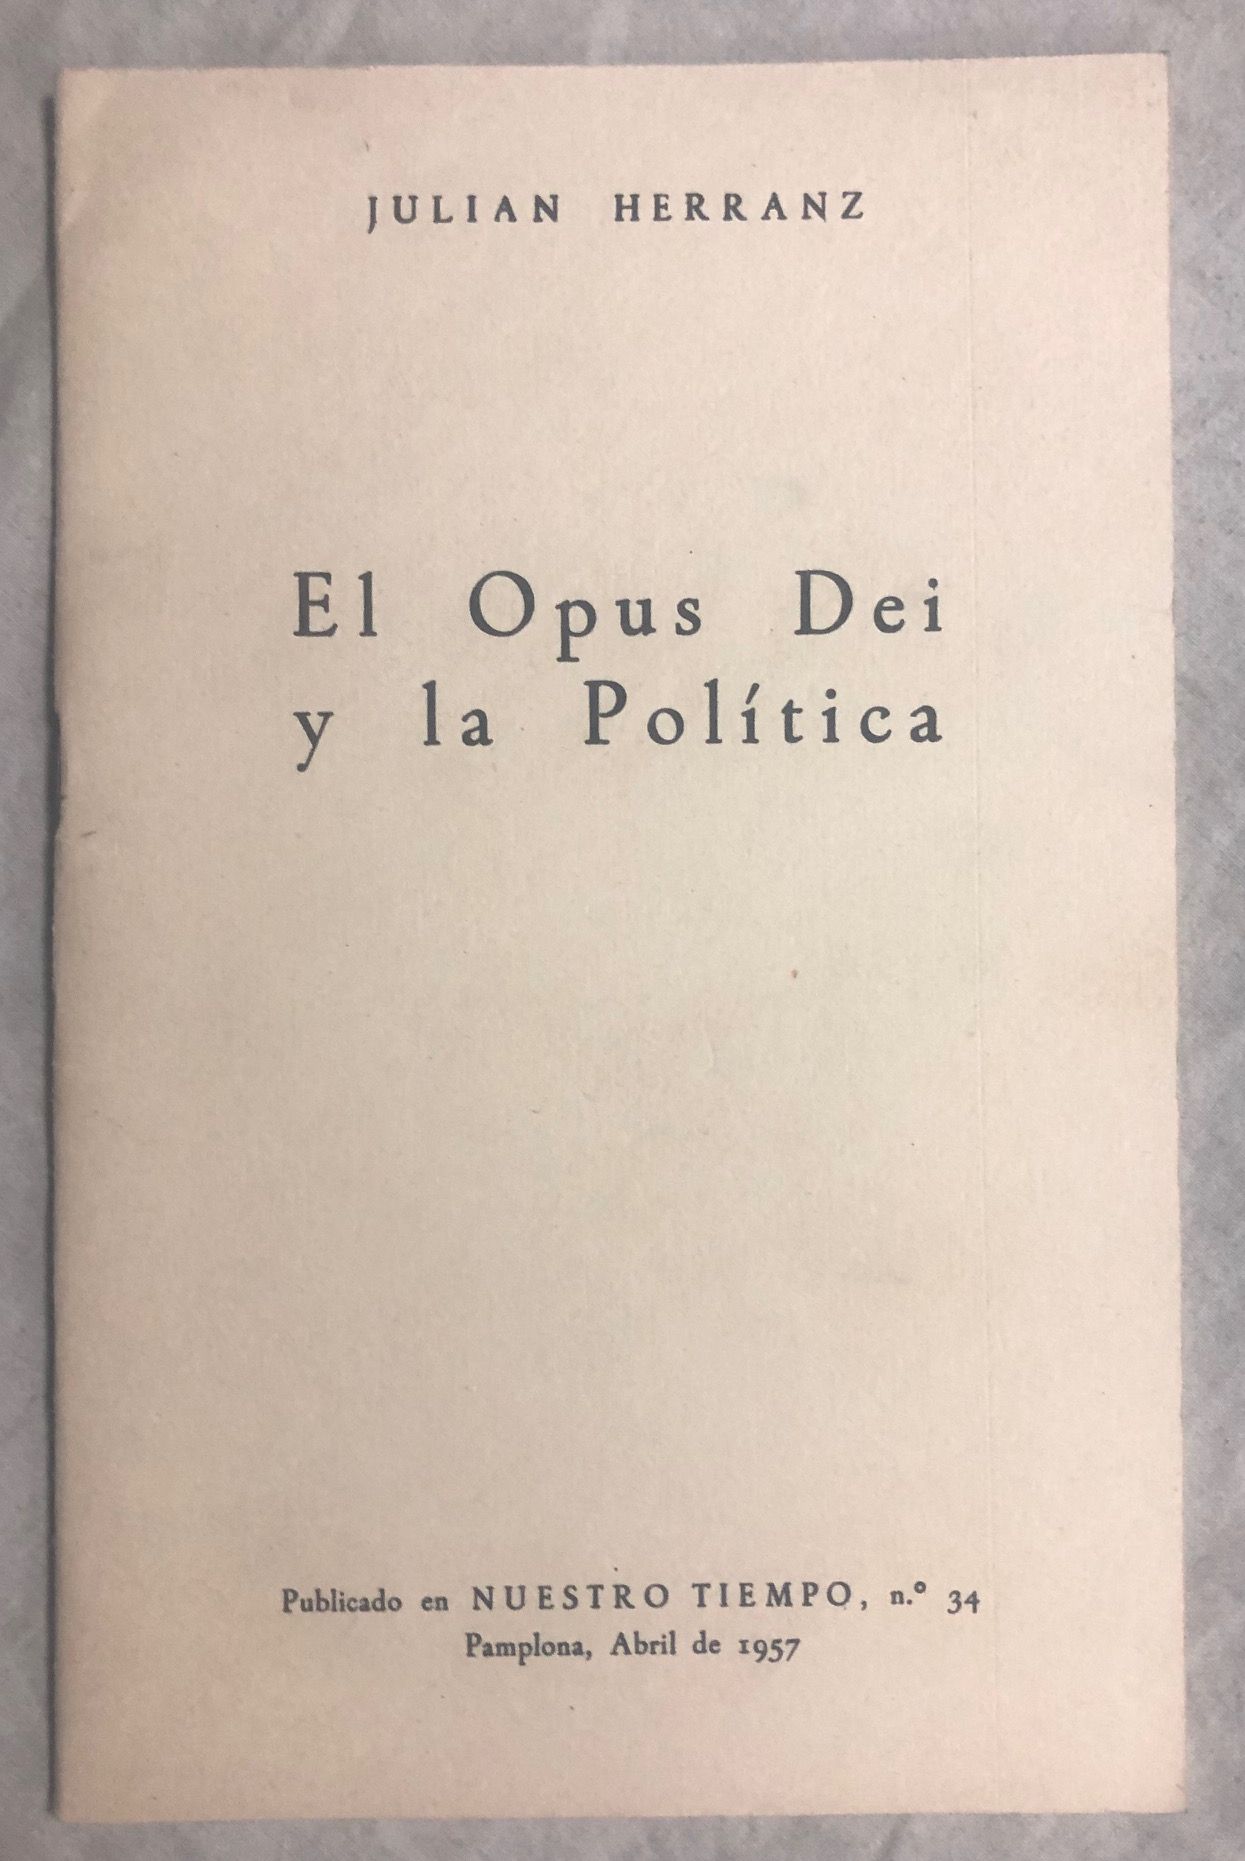 JULIAN HERRANZ
El Opus Dei
y la Política
Publicado en NUESTRO TIEMPO, n.º 34
Pamplona, Abril de 1957